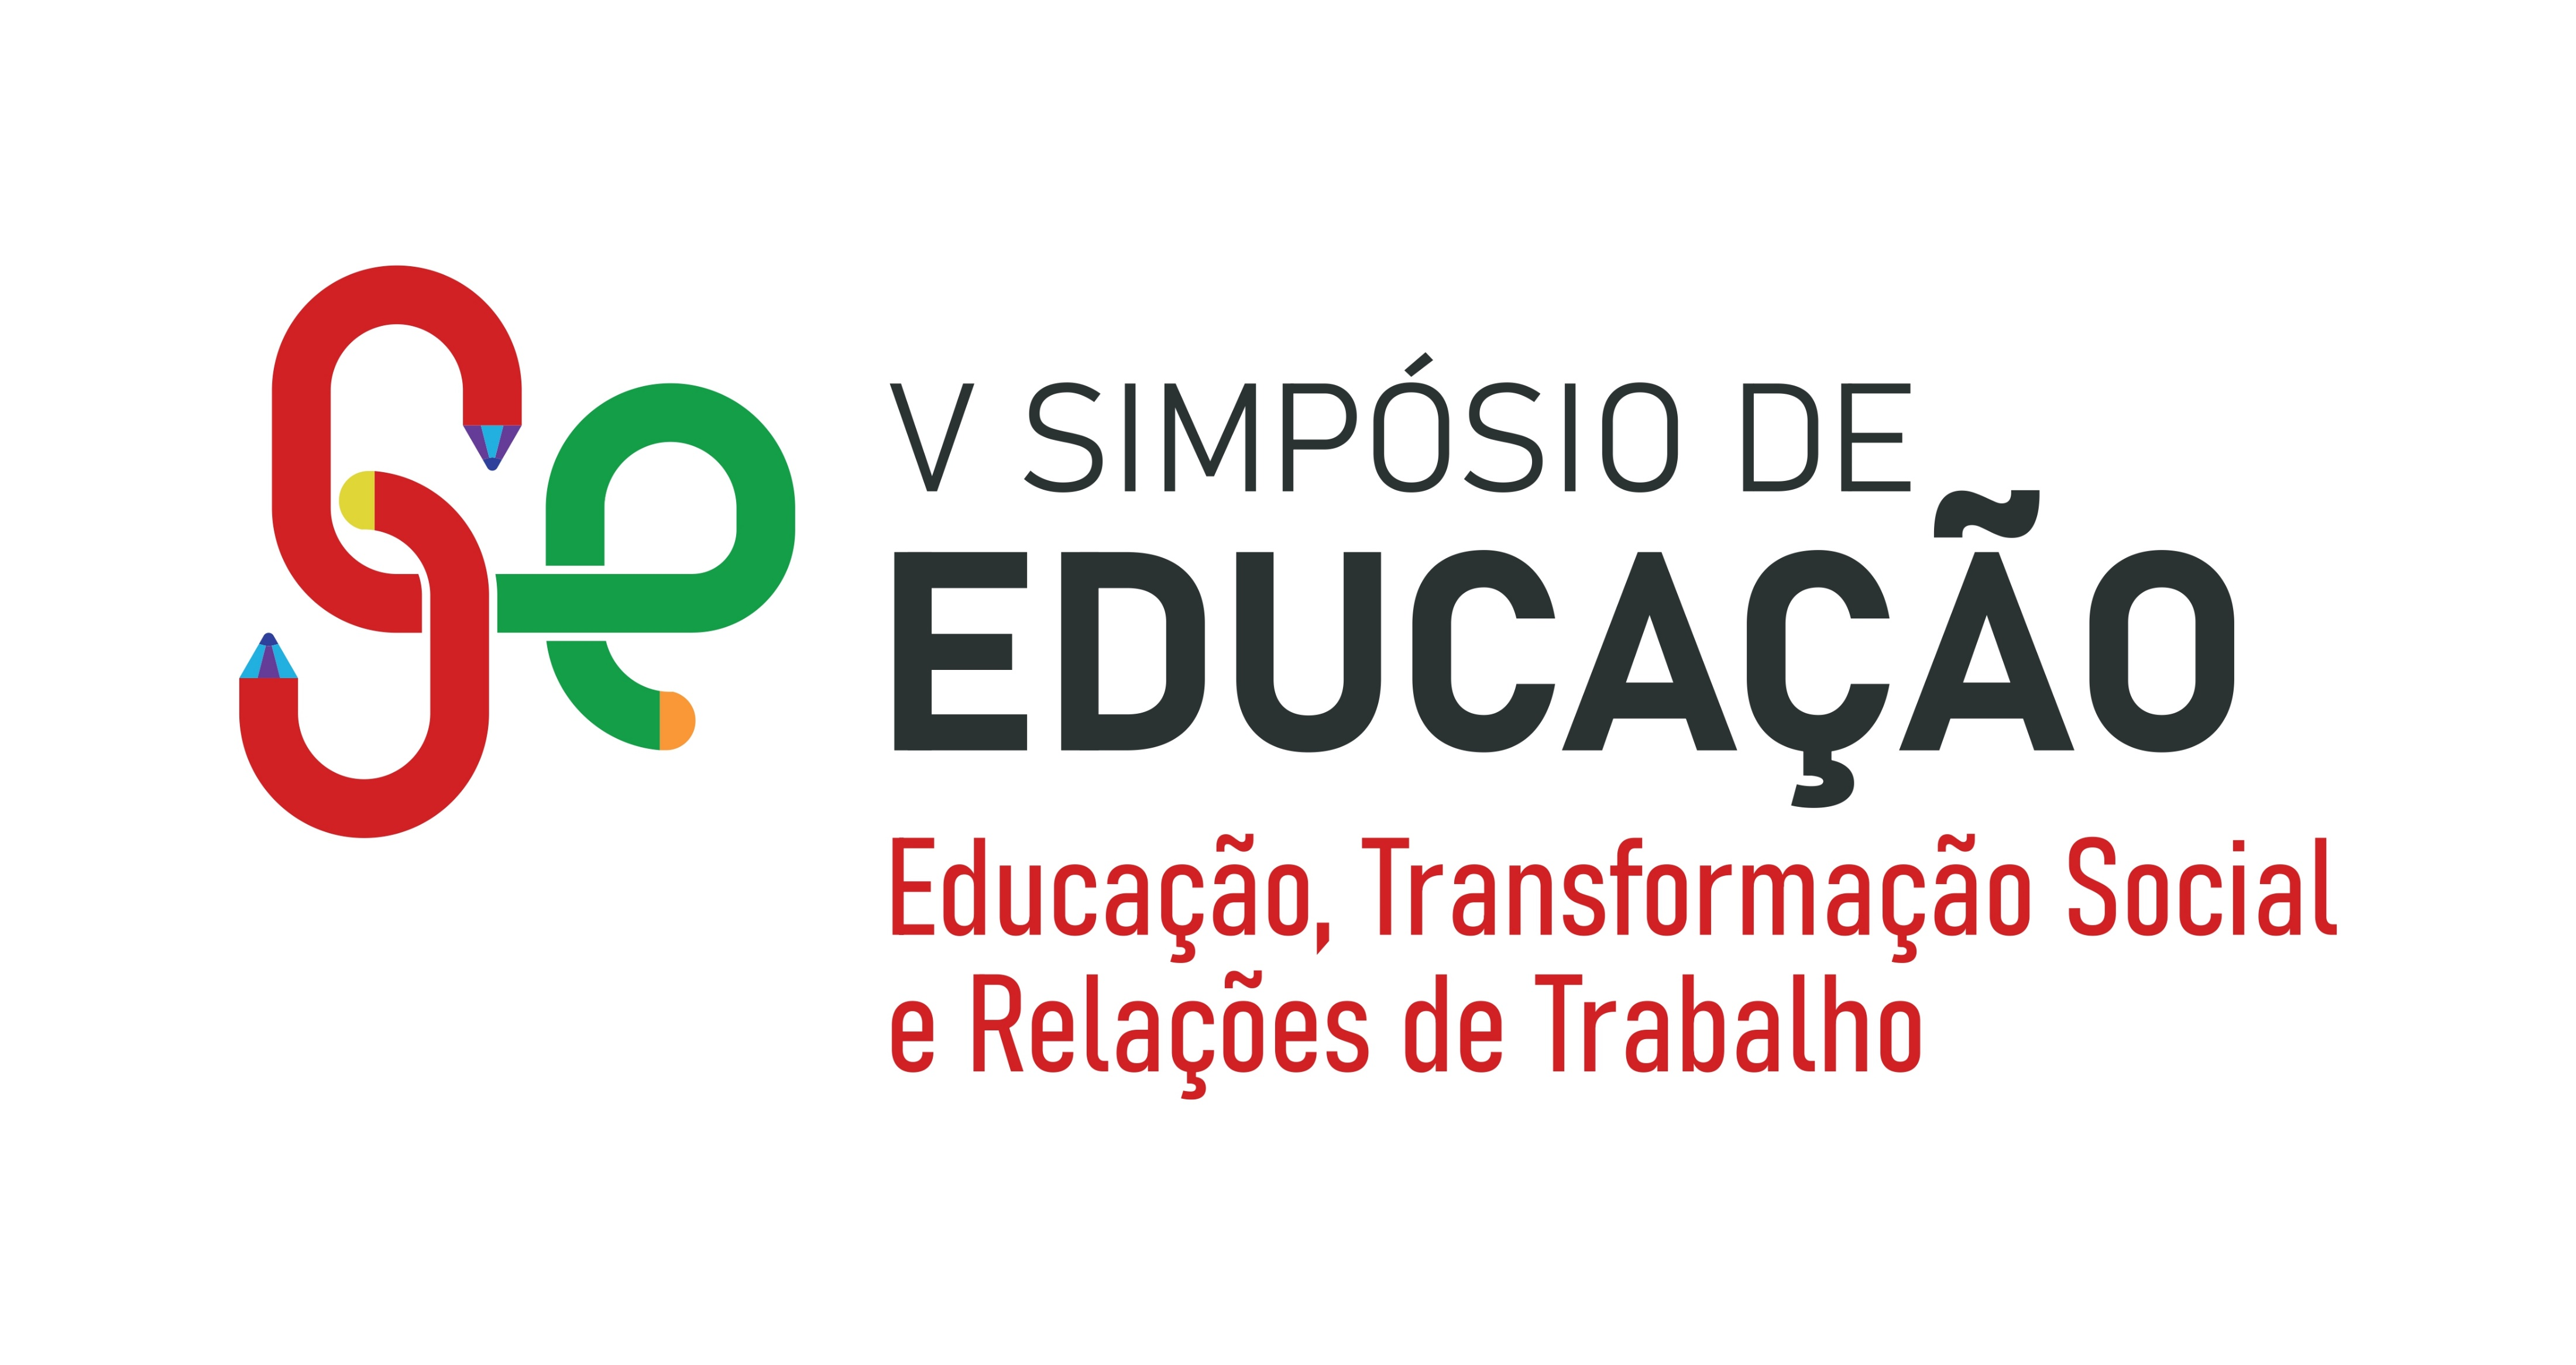 V SIMPÓSIO DE
EDUCAÇÃO
Educação, Transformação Social
e Relações de Trabalho